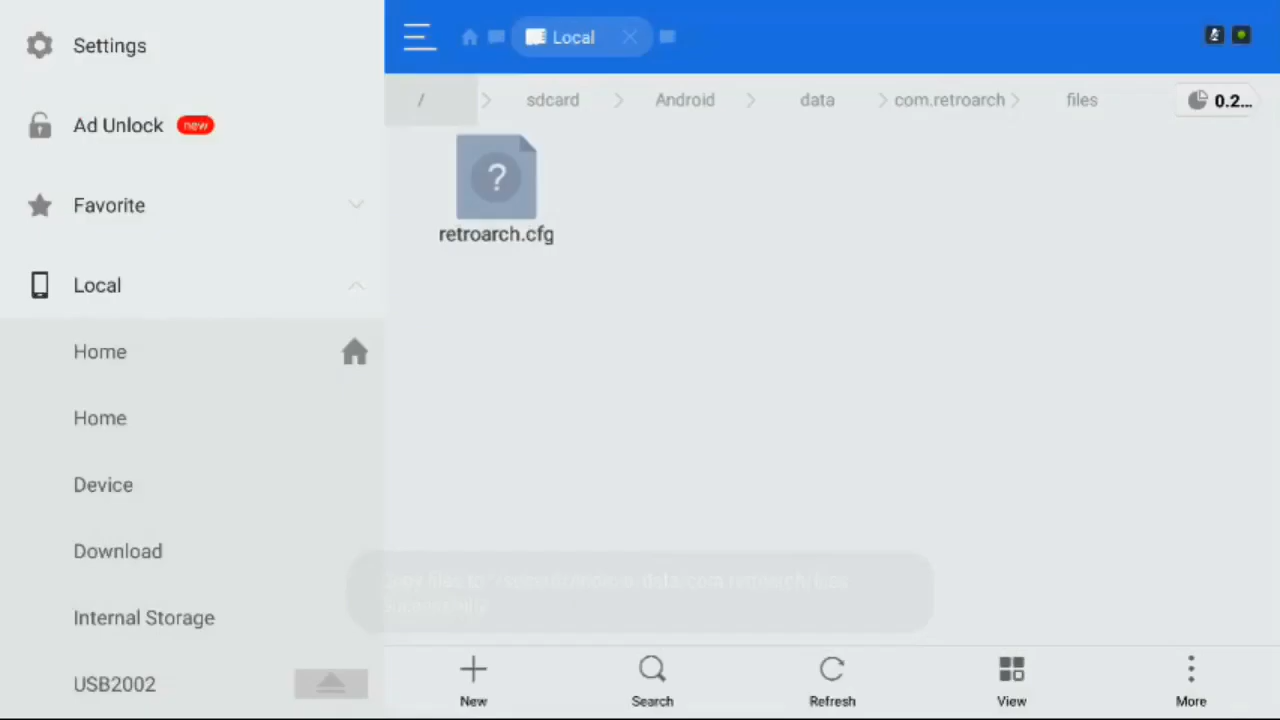 Settings
Ad Unlock new
Favorite
Local
Home
Home
Device
Download
Internal Storage
USB2002
Local
/ sdcard Android data com.retroarch files 0.2...
?
retroarch.cfg
New Search Refresh View More